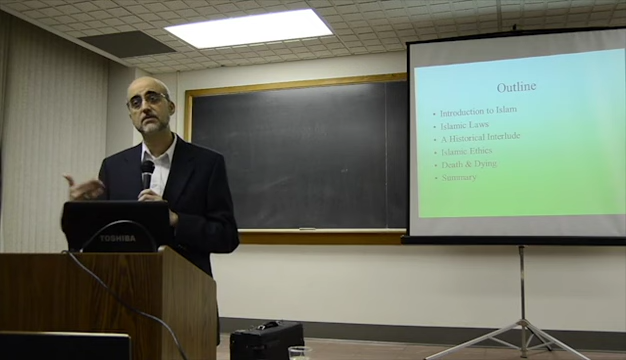 Outline
• Introduction to Islam
• Islamic Laws
• A Historical Interlude
• Islamic Ethics
• Death & Dying
• Summary
TOSHIBA